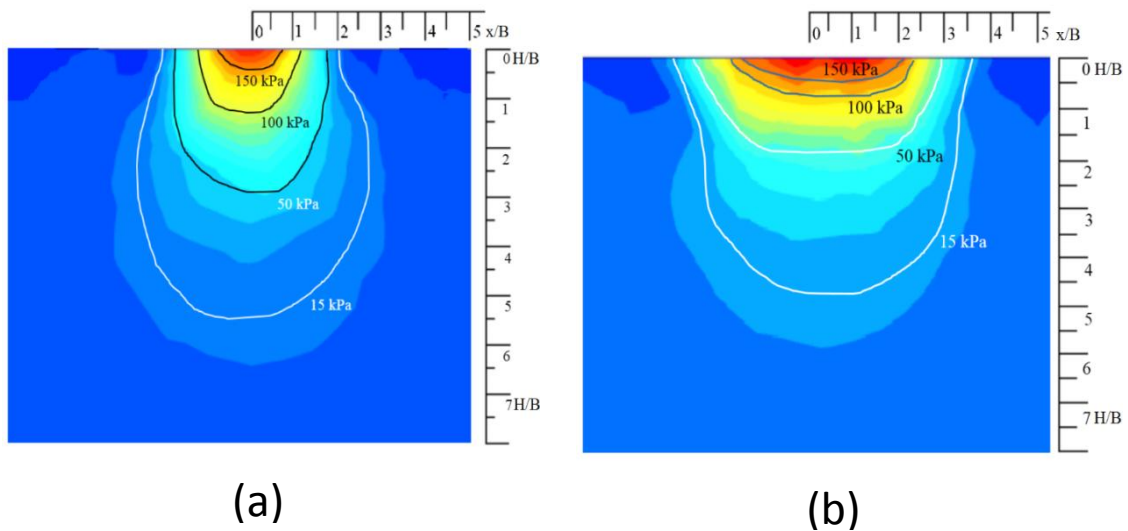 0 1 2 3 4 5 x/B
0 H/B
1
2
3
4
5
6
7 H/B
150 kPa
100 kPa
50 kPa
15 kPa
(a)
0 1 2 3 4 5 x/B
0 H/B
1
2
3
4
5
6
7 H/B
150 kPa
100 kPa
50 kPa
15 kPa
(b)